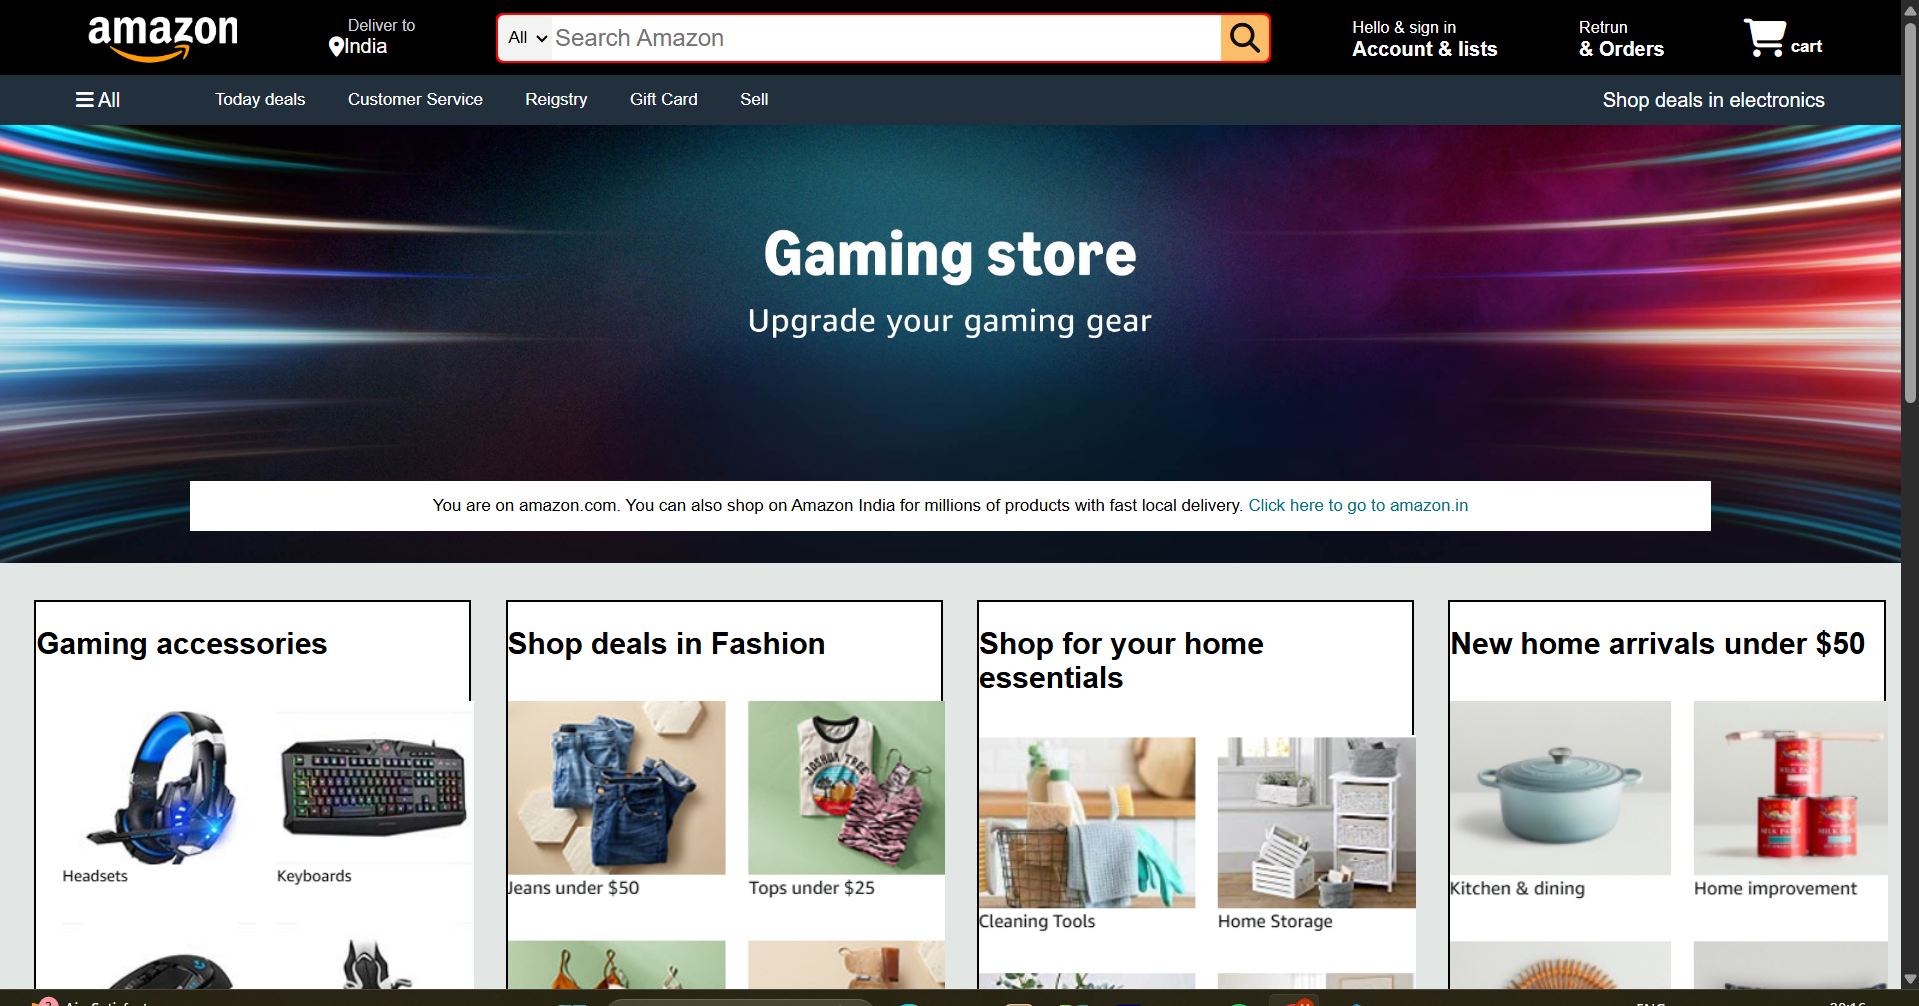 amazon
Deliver to
India
All
Search Amazon
Hello & sign in
Account & lists
Retrun
& Orders
cart
All
Today deals
Customer Service
Reigstry
Gift Card
Sell
Shop deals in electronics
Gaming store
Upgrade your gaming gear
You are on amazon.com. You can also shop on Amazon India for millions of products with fast local delivery. Click here to go to amazon.in
Gaming accessories
Shop deals in Fashion
Shop for your home
essentials
New home arrivals under $50
JOSHUA TREE
Headsets
Keyboards
Jeans under $50
Tops under $25
Cleaning Tools
Home Storage
Kitchen & dining
Home improvement